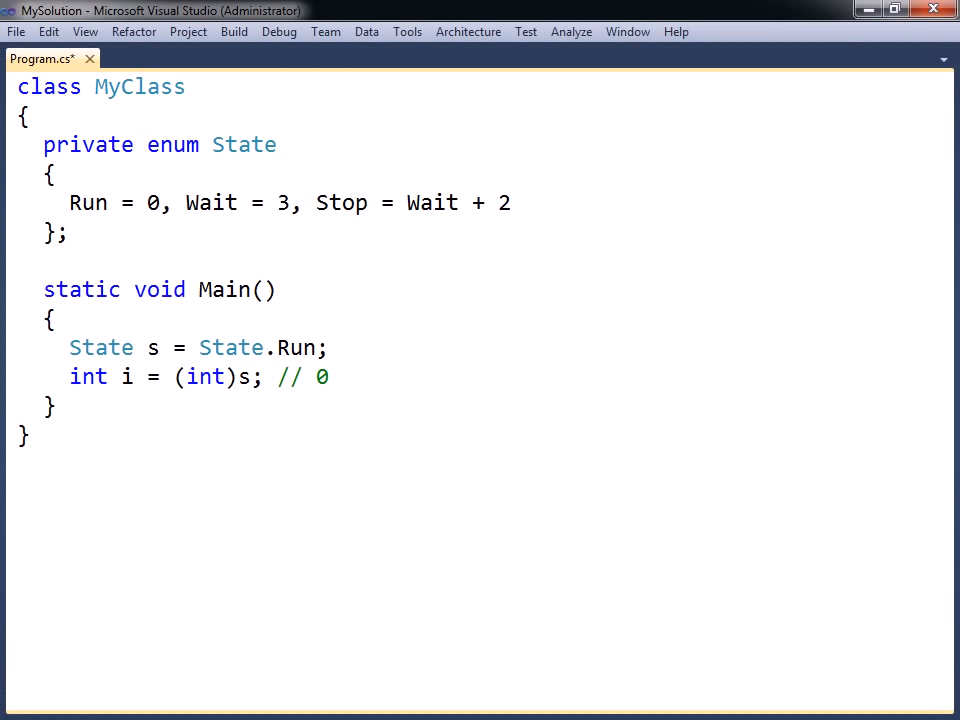 MySolution - Microsoft Visual Studio (Administrator)
File Edit View Refactor Project Build Debug Team Data Tools Architecture Test Analyze Window Help
Program.cs*
class MyClass
{
private enum State
{
Run = 0, Wait = 3, Stop = Wait + 2
};
static void Main()
{
State s = State.Run;
int i = (int)s; // 0
}
}